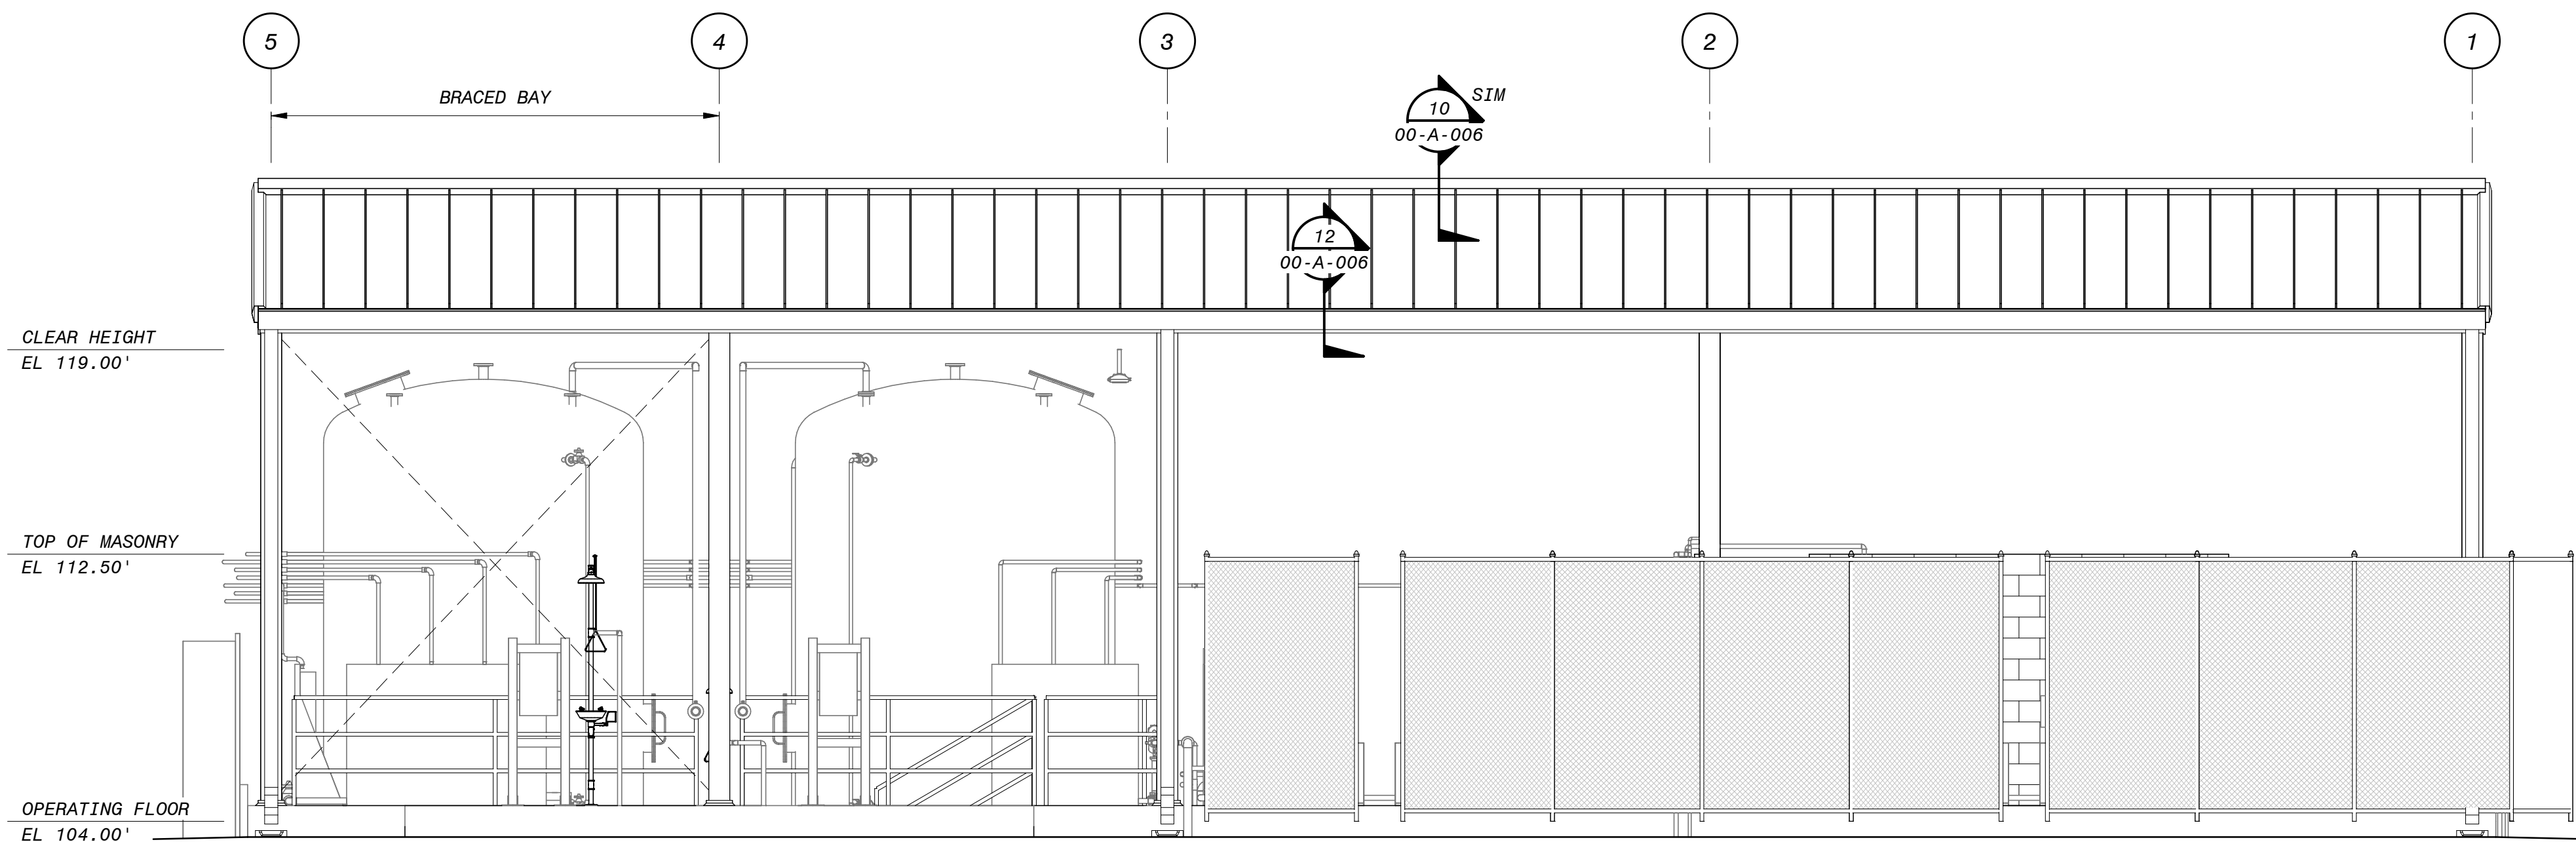 5
4
3
2
1
BRACED BAY
10
SIM
00-A-006
12
00-A-006
CLEAR HEIGHT
EL 119.00'
TOP OF MASONRY
EL 112.50'
OPERATING FLOOR
EL 104.00'